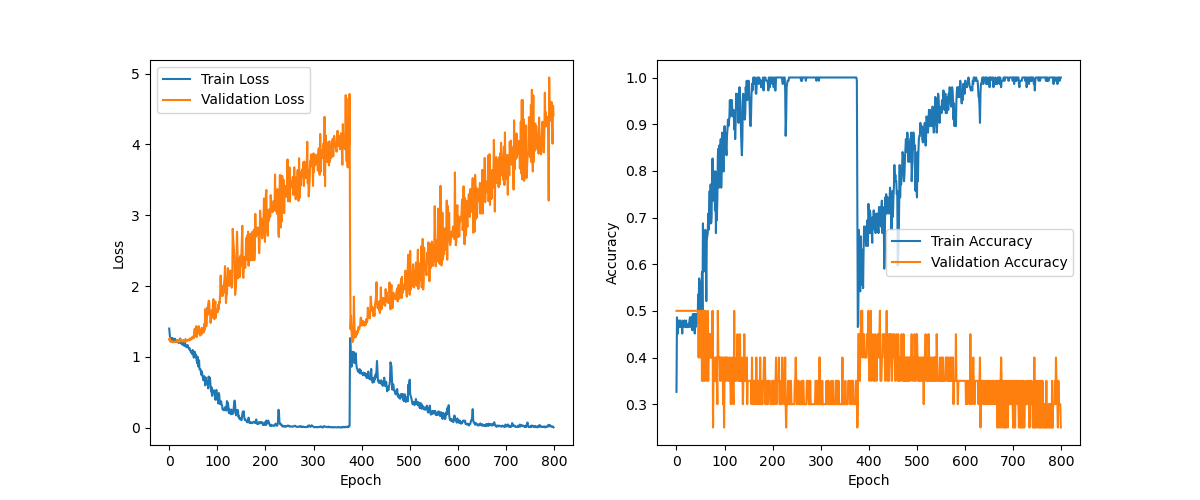 Train Loss
Validation Loss
5
4
3
2
1
0
Loss
0 100 200 300 400 500 600 700 800
Epoch
1.0
0.9
0.8
0.7
0.6
0.5
0.4
0.3
Accuracy
Train Accuracy
Validation Accuracy
0 100 200 300 400 500 600 700 800
Epoch